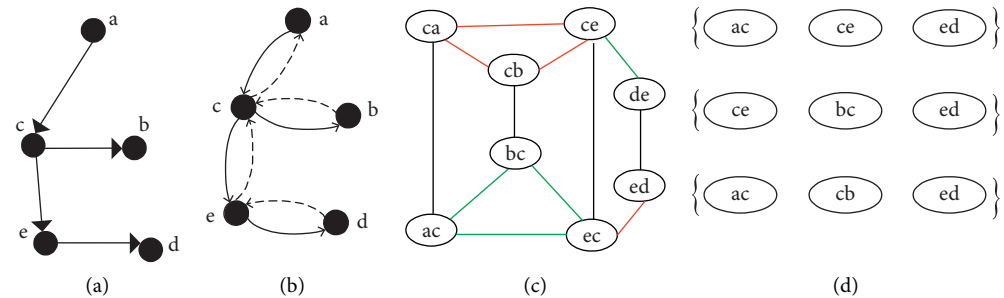 a
c
b
e
d
(a)
a
c
b
e
d
(b)
ca
ce
cb
de
bc
ed
ac
ec
(c)
{ ac ce ed }
{ ce bc ed }
{ ac cb ed }
(d)